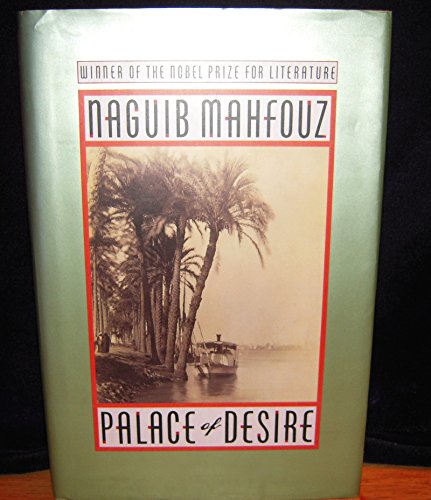 WINNER OF THE NOBEL PRIZE FOR LITERATURE
NAGUIB MAHFOUZ
PALACE of DESIRE